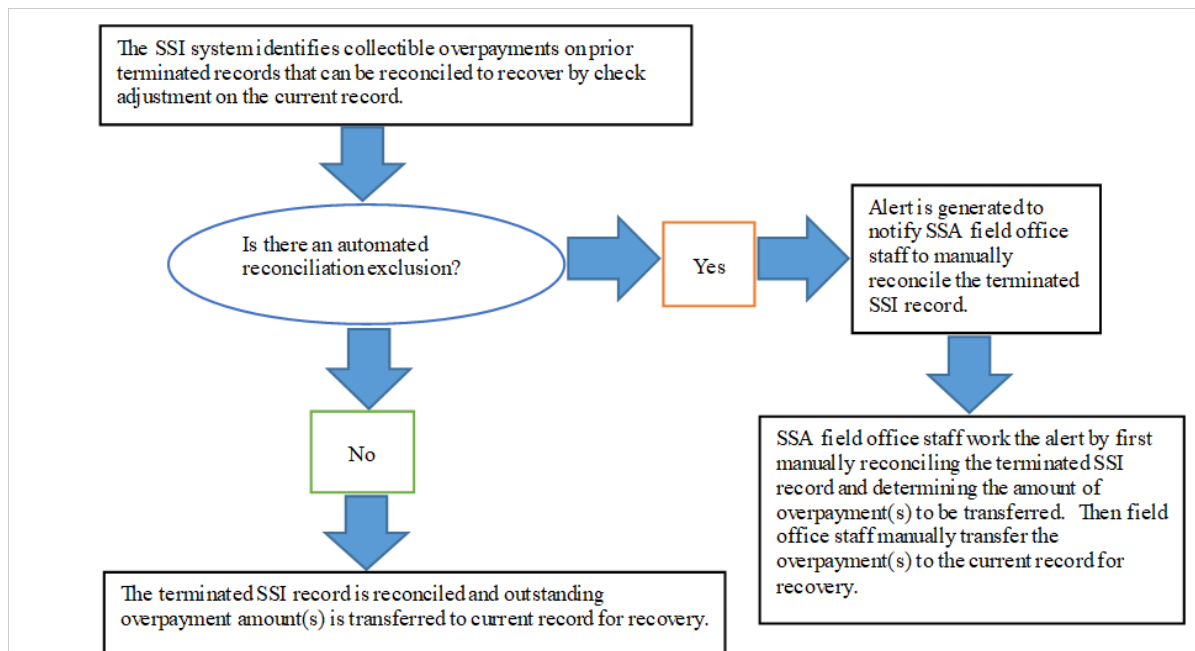 The SSI system identifies collectible overpayments on prior
terminated records that can be reconciled to recover by check
adjustment on the current record.
Is there an automated
reconciliation exclusion?
Yes
Alert is generated to
notify SSA field office
staff to manually
reconcile the terminated
SSI record.
No
SSA field office staff work the alert by first
manually reconciling the terminated SSI
record and determining the amount of
overpayment(s) to be transferred. Then field
office staff manually transfer the
overpayment(s) to the current record for
recovery.
The terminated SSI record is reconciled and outstanding
overpayment amount(s) is transferred to current record for recovery.